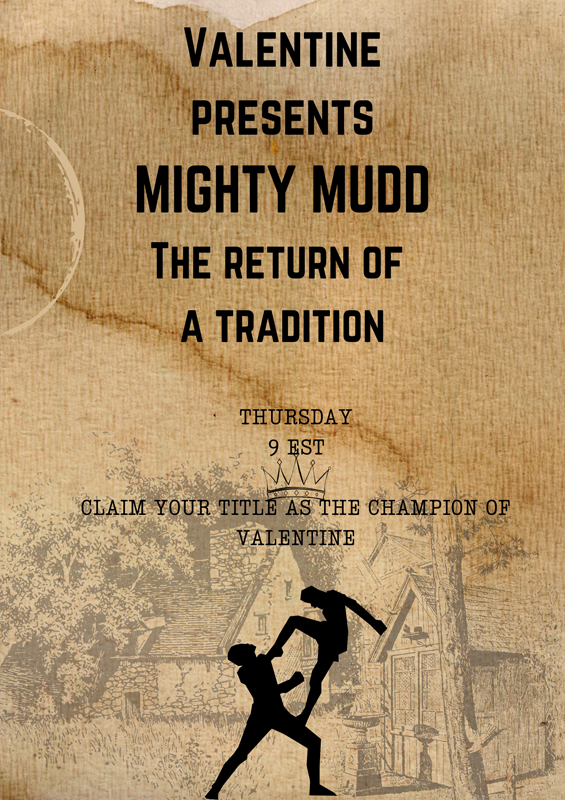 Valentine
presents
MIGHTY MUDD
The return of
a tradition
THURSDAY
9 EST
CLAIM YOUR TITLE AS THE CHAMPION OF
VALENTINE